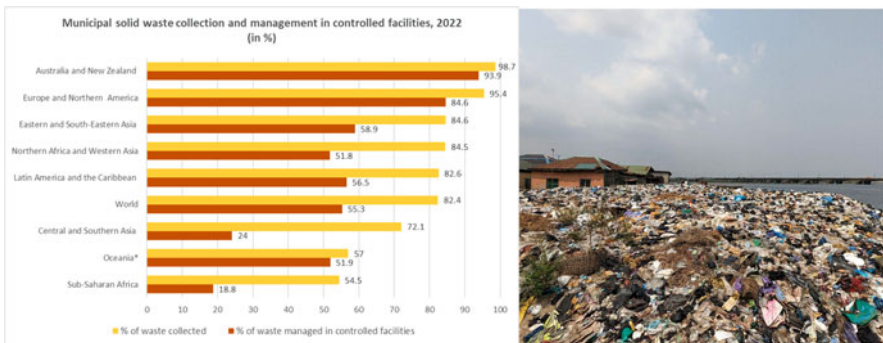 Municipal solid waste collection and management in controlled facilities, 2022
(in %)
Australia and New Zealand
98.7
93.9
Europe and Northern America
95.4
84.6
Eastern and South-Eastern Asia
84.6
58.9
Northern Africa and Western Asia
84.5
51.8
Latin America and the Caribbean
82.6
56.5
World
82.4
55.3
Central and Southern Asia
72.1
24
Oceania*
57
51.9
Sub-Saharan Africa
54.5
18.8
0 10 20 30 40 50 60 70 80 90 100
% of waste collected % of waste managed in controlled facilities